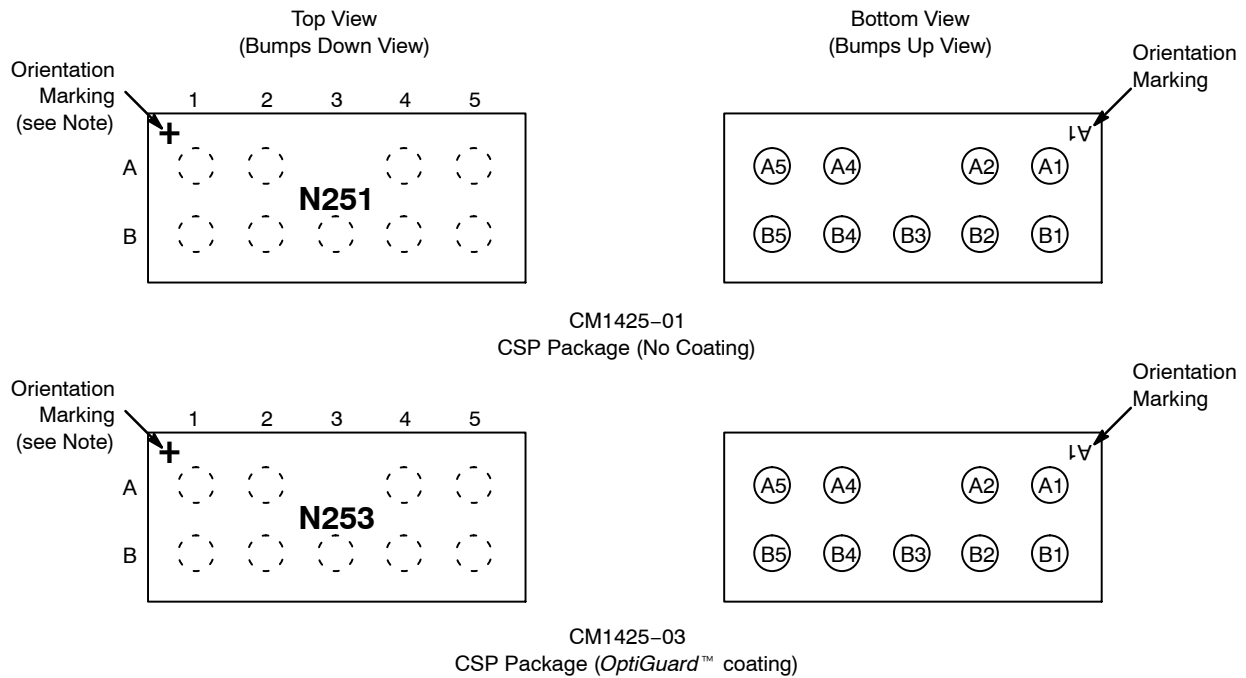 Top View
(Bumps Down View)
Bottom View
(Bumps Up View)
Orientation
Marking
(see Note)
Orientation
Marking
1 2 3 4 5
+
A1
A
A5 A4 A2 A1
N251
B
B5 B4 B3 B2 B1
CM1425−01
CSP Package (No Coating)
Orientation
Marking
(see Note)
Orientation
Marking
1 2 3 4 5
+
A1
A
A5 A4 A2 A1
N253
B
B5 B4 B3 B2 B1
CM1425−03
CSP Package (OptiGuard™ coating)